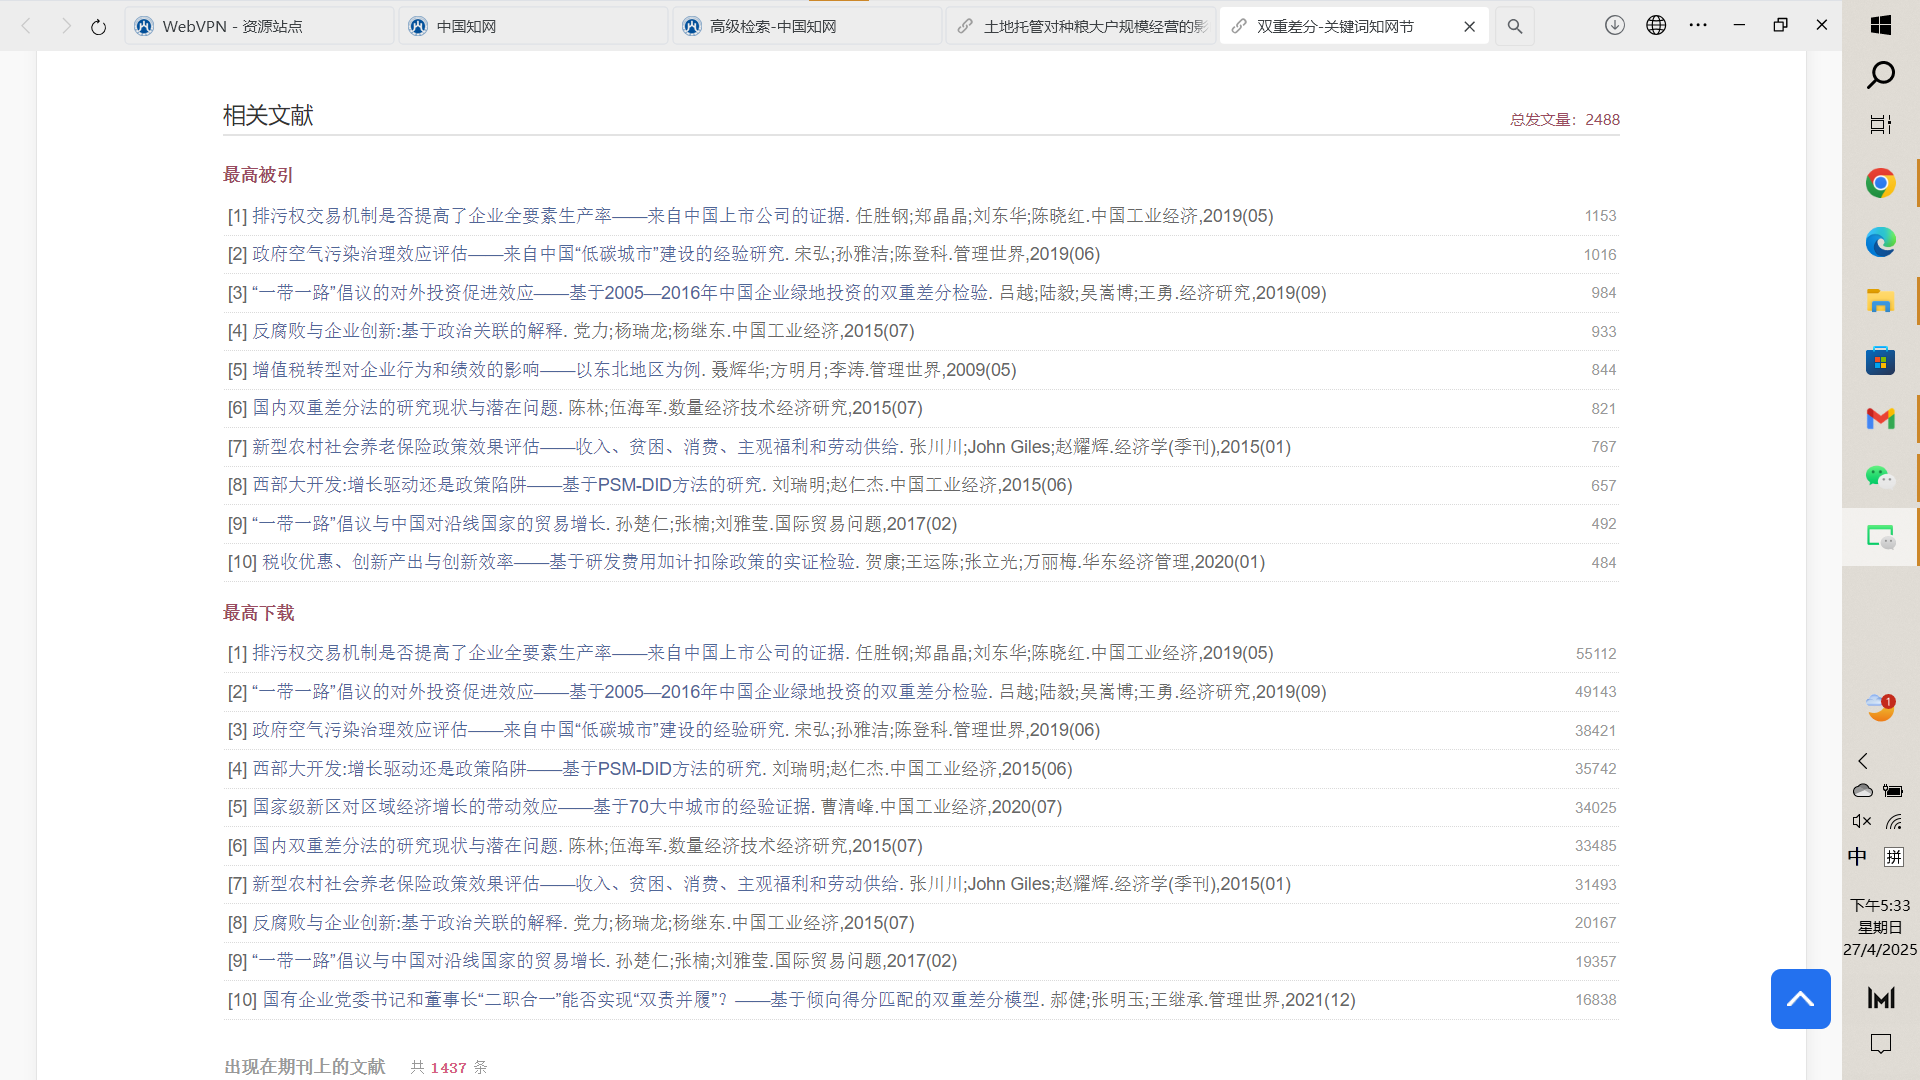 WebVPN - 资源站点
中国知网
高级检索-中国知网
土地托管对种粮大户规模经营的影
双重差分-关键词知网节
相关文献
总发文量：2488
最高被引
[1] 排污权交易机制是否提高了企业全要素生产率——来自中国上市公司的证据. 任胜钢;郑晶晶;刘东华;陈晓红.中国工业经济,2019(05) 1153
[2] 政府空气污染治理效应评估——来自中国“低碳城市”建设的经验研究. 宋弘;孙雅洁;陈登科.管理世界,2019(06) 1016
[3] “一带一路”倡议的对外投资促进效应——基于2005—2016年中国企业绿地投资的双重差分检验. 吕越;陆毅;吴嵩博;王勇.经济研究,2019(09) 984
[4] 反腐败与企业创新:基于政治关联的解释. 党力;杨瑞龙;杨继东.中国工业经济,2015(07) 933
[5] 增值税转型对企业行为和绩效的影响——以东北地区为例. 聂辉华;方明月;李涛.管理世界,2009(05) 844
[6] 国内双重差分法的研究现状与潜在问题. 陈林;伍海军.数量经济技术经济研究,2015(07) 821
[7] 新型农村社会养老保险政策效果评估——收入、贫困、消费、主观福利和劳动供给. 张川川;John Giles;赵耀辉.经济学(季刊),2015(01) 767
[8] 西部大开发:增长驱动还是政策陷阱——基于PSM-DID方法的研究. 刘瑞明;赵仁杰.中国工业经济,2015(06) 657
[9] “一带一路”倡议与中国对沿线国家的贸易增长. 孙楚仁;张楠;刘雅莹.国际贸易问题,2017(02) 492
[10] 税收优惠、创新产出与创新效率——基于研发费用加计扣除政策的实证检验. 贺康;王运陈;张立光;万丽梅.华东经济管理,2020(01) 484
最高下载
[1] 排污权交易机制是否提高了企业全要素生产率——来自中国上市公司的证据. 任胜钢;郑晶晶;刘东华;陈晓红.中国工业经济,2019(05) 55112
[2] “一带一路”倡议的对外投资促进效应——基于2005—2016年中国企业绿地投资的双重差分检验. 吕越;陆毅;吴嵩博;王勇.经济研究,2019(09) 49143
[3] 政府空气污染治理效应评估——来自中国“低碳城市”建设的经验研究. 宋弘;孙雅洁;陈登科.管理世界,2019(06) 38421
[4] 西部大开发:增长驱动还是政策陷阱——基于PSM-DID方法的研究. 刘瑞明;赵仁杰.中国工业经济,2015(06) 35742
[5] 国家级新区对区域经济增长的带动效应——基于70大中城市的经验证据. 曹清峰.中国工业经济,2020(07) 34025
[6] 国内双重差分法的研究现状与潜在问题. 陈林;伍海军.数量经济技术经济研究,2015(07) 33485
[7] 新型农村社会养老保险政策效果评估——收入、贫困、消费、主观福利和劳动供给. 张川川;John Giles;赵耀辉.经济学(季刊),2015(01) 31493
[8] 反腐败与企业创新:基于政治关联的解释. 党力;杨瑞龙;杨继东.中国工业经济,2015(07) 20167
[9] “一带一路”倡议与中国对沿线国家的贸易增长. 孙楚仁;张楠;刘雅莹.国际贸易问题,2017(02) 19357
[10] 国有企业党委书记和董事长“二职合一”能否实现“双责并履”？——基于倾向得分匹配的双重差分模型. 郝健;张明玉;王继承.管理世界,2021(12) 16838
出现在期刊上的文献 共 1437 条
1
中 拼
下午5:33
星期日
27/4/2025